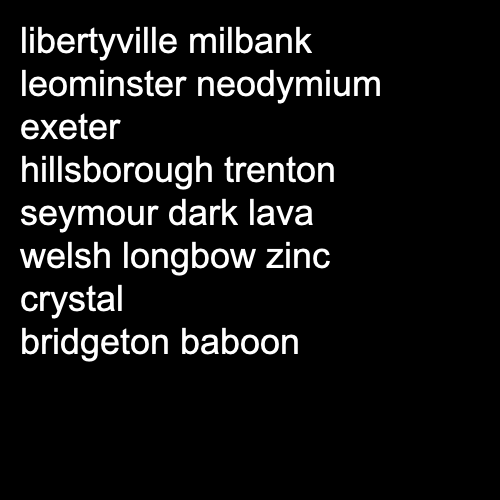 libertyville milbank
leominster neodymium
exeter
hillsborough trenton
seymour dark lava
welsh longbow zinc
crystal
bridgeton baboon